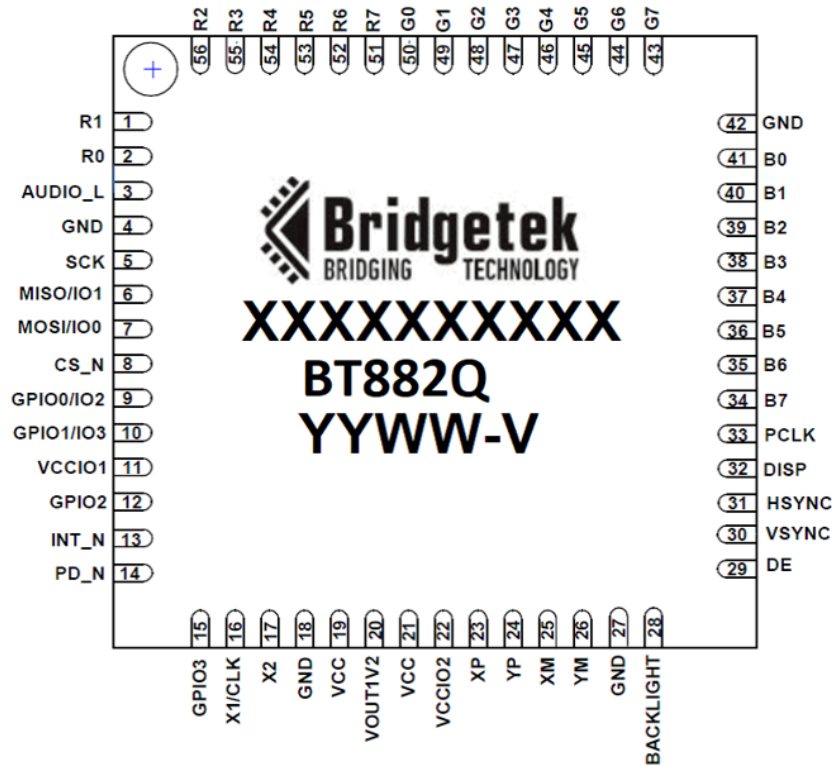 R2 R3 R4 R5 R6 R7 G0 G1 G2 G3 G4 G5 G6 G7
56 55 54 53 52 51 50 49 48 47 46 45 44 43
R1 1
R0 2
AUDIO_L 3
GND 4
SCK 5
MISO/IO1 6
MOSI/IO0 7
CS_N 8
GPIO0/IO2 9
GPIO1/IO3 10
VCCIO1 11
GPIO2 12
INT_N 13
PD_N 14
Bridgetek
BRIDGING TECHNOLOGY
XXXXXXXXXX
BT882Q
YYWW-V
42 GND
41 B0
40 B1
39 B2
38 B3
37 B4
36 B5
35 B6
34 B7
33 PCLK
32 DISP
31 HSYNC
30 VSYNC
29 DE
15 16 17 18 19 20 21 22 23 24 25 26 27 28
GPIO3 X1/CLK X2 GND VCC VOUT1V2 VCC VCCIO2 XP YP XM YM GND BACKLIGHT